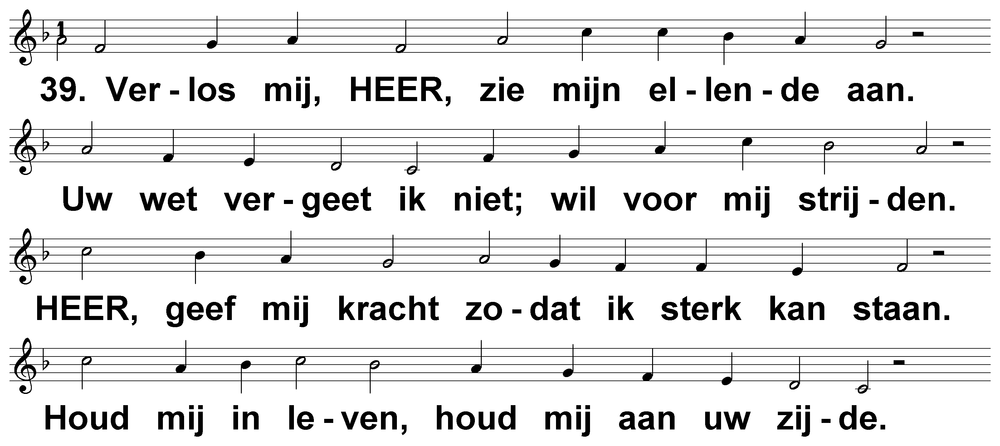 1
39. Ver - los mij, HEER, zie mijn el - len - de aan.
Uw wet ver - geet ik niet; wil voor mij strij - den.
HEER, geef mij kracht zo - dat ik sterk kan staan.
Houd mij in le - ven, houd mij aan uw zij - de.